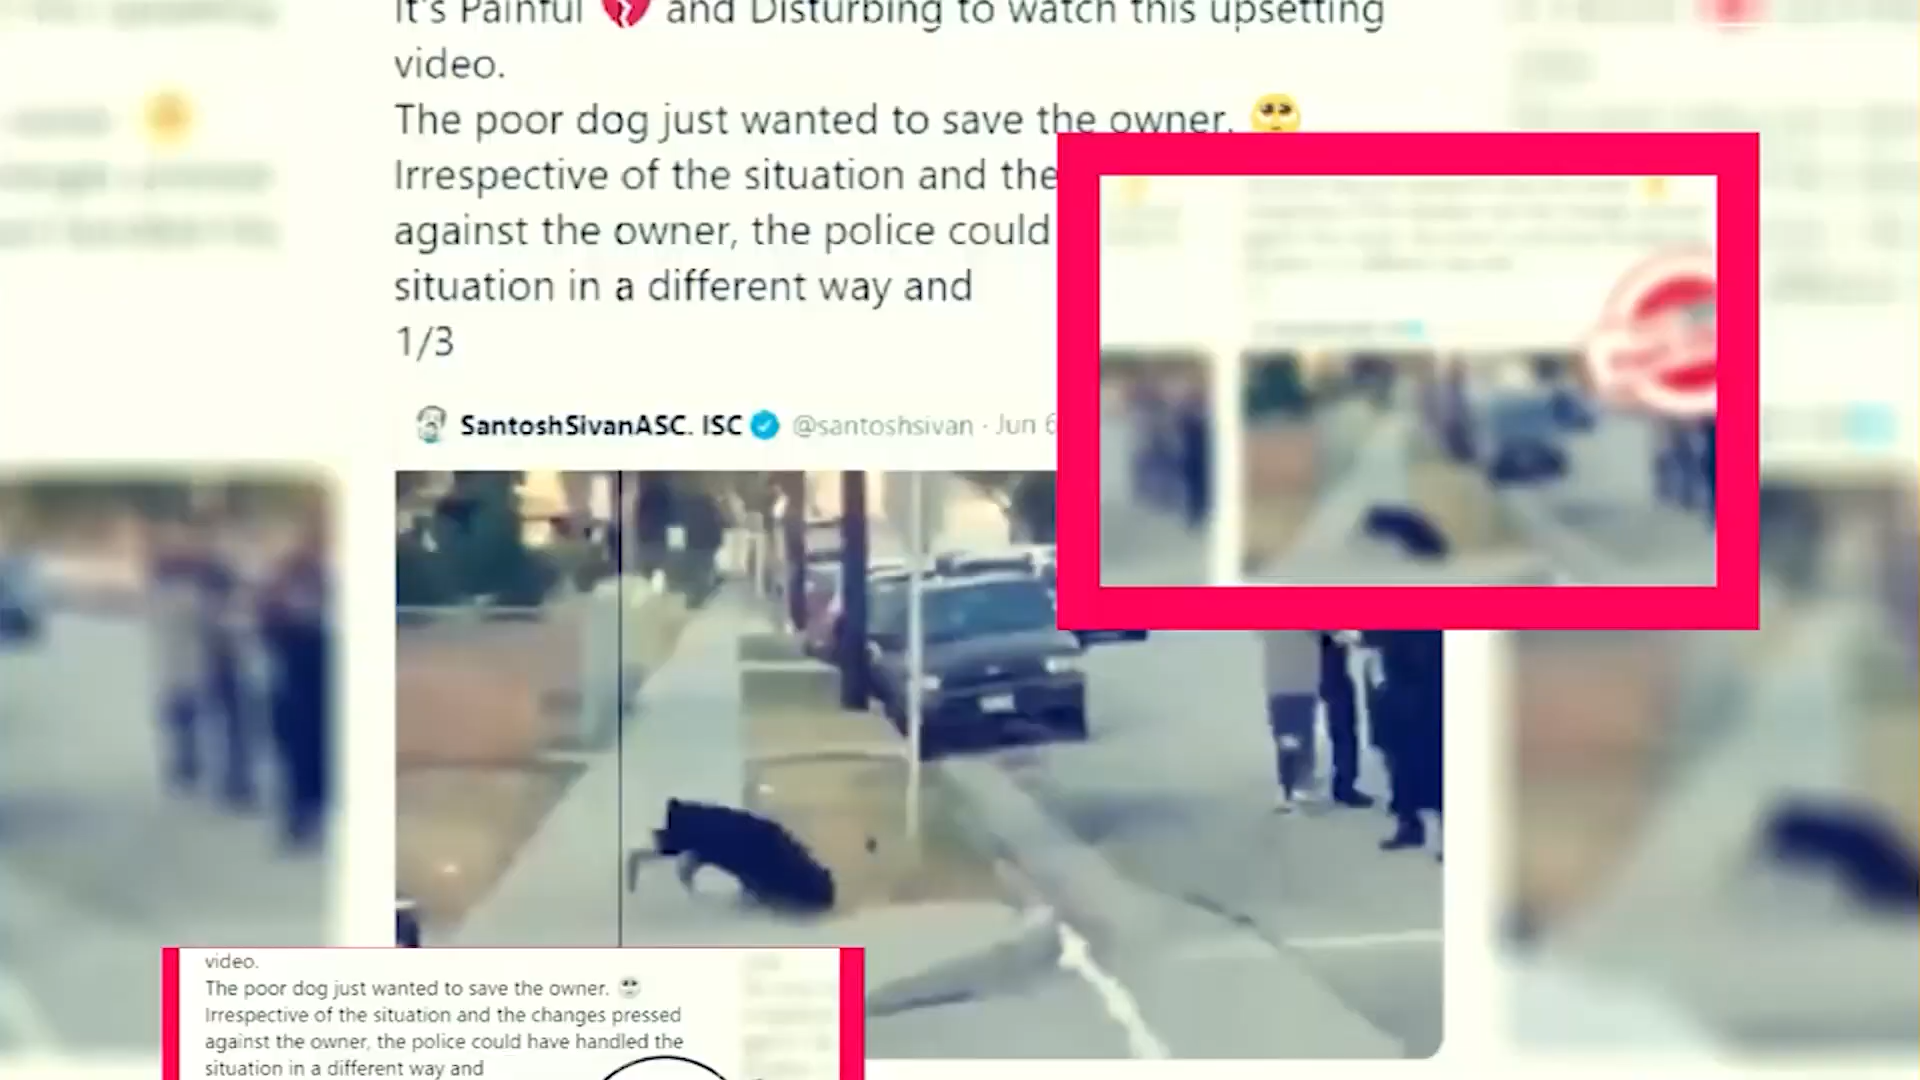 It's Painful 💔 and Disturbing to watch this upsetting
video.
The poor dog just wanted to save the owner. 🥺
Irrespective of the situation and the
against the owner, the police could
situation in a different way and
1/3
SantoshSivanASC. ISC @santoshsivan · Jun 6
video.
The poor dog just wanted to save the owner. 🥺
Irrespective of the situation and the changes pressed
against the owner, the police could have handled the
situation in a different way and